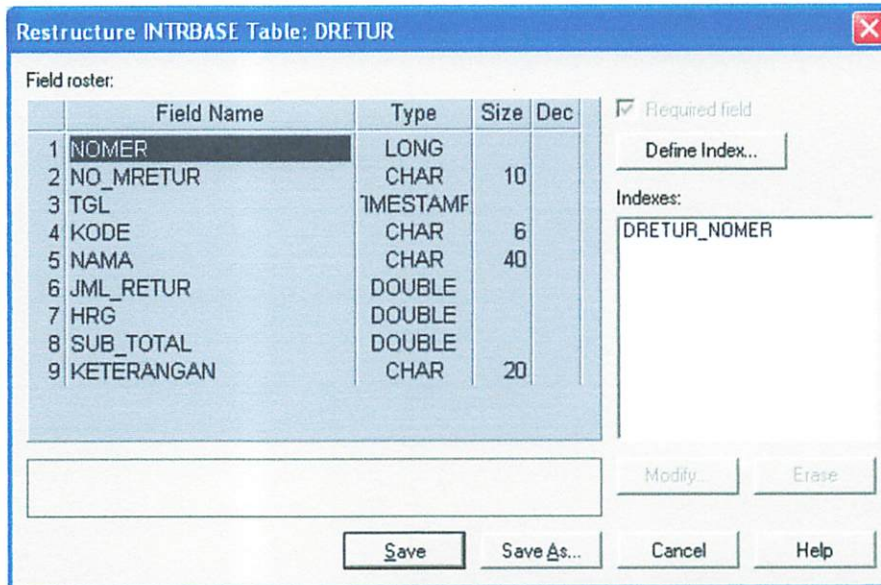 Restructure INTRBASE Table: DRETUR
Field roster:
Field Name Type Size Dec
1 NOMER LONG
2 NO_MRETUR CHAR 10
3 TGL IMESTAMF
4 KODE CHAR 6
5 NAMA CHAR 40
6 JML_RETUR DOUBLE
7 HRG DOUBLE
8 SUB_TOTAL DOUBLE
9 KETERANGAN CHAR 20
Required field
Define Index...
Indexes:
DRETUR_NOMER
Modify... Erase
Save Save As... Cancel Help